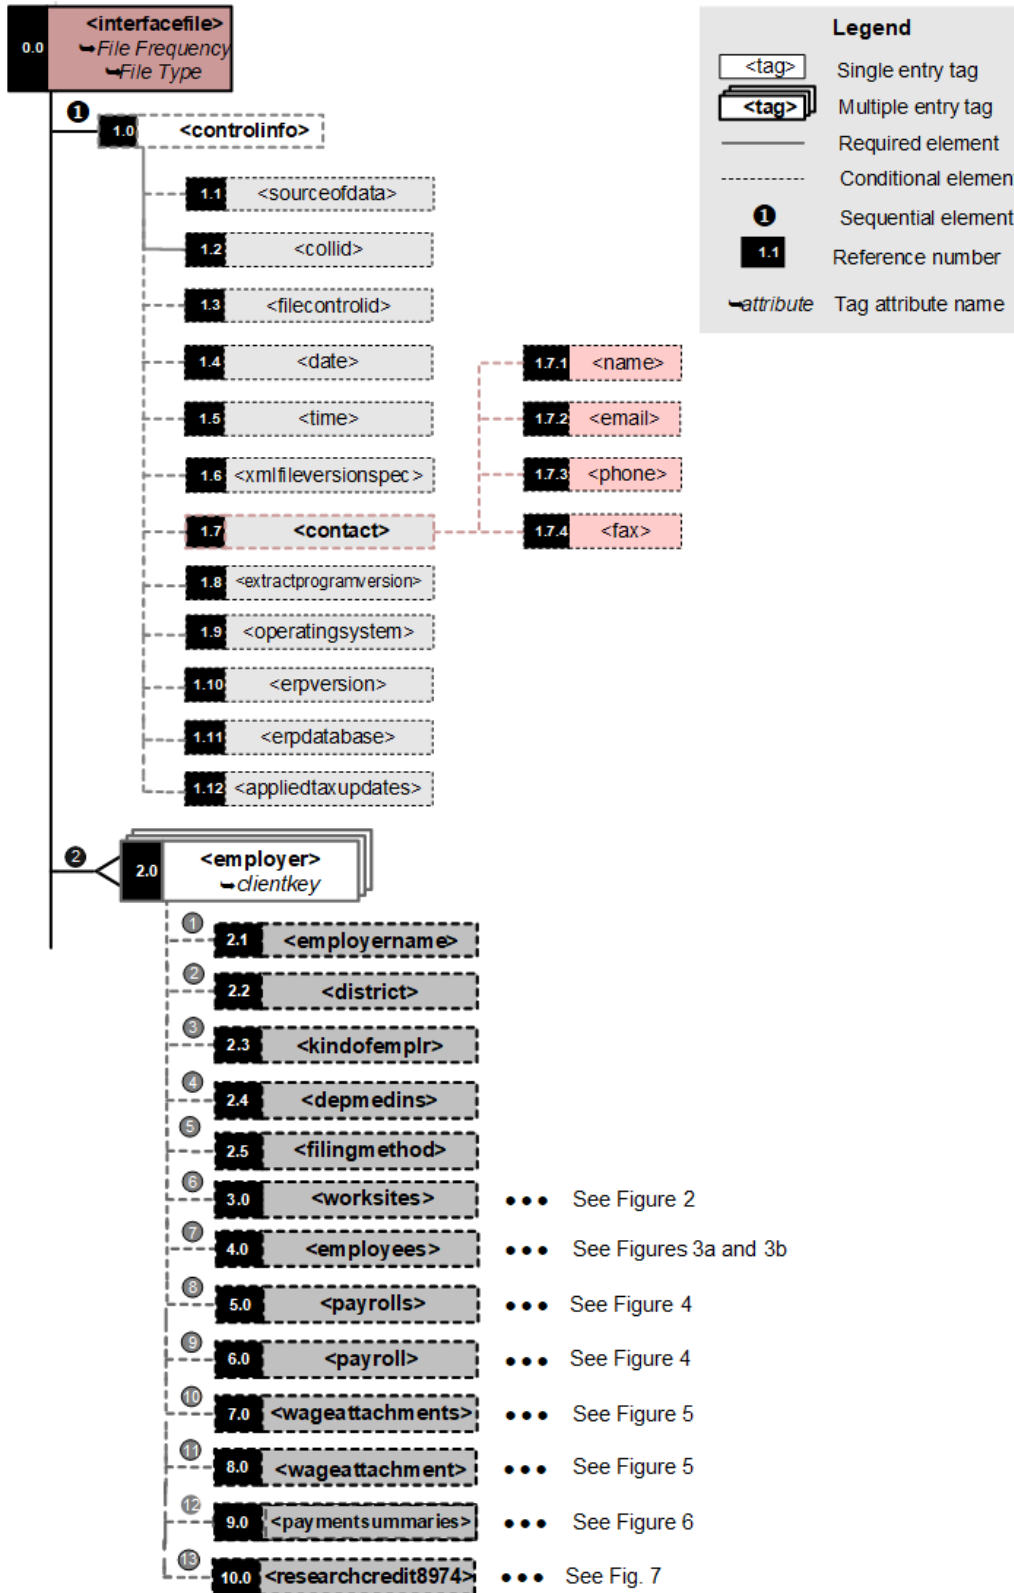 0.0
<interfacefile>
➥File Frequency
➥File Type
Legend
<tag> Single entry tag
<tag> Multiple entry tag
Required element
Conditional element
1 Sequential element
1.1 Reference number
➥attribute Tag attribute name
1
1.0 <controlinfo>
1.1 <sourceofdata>
1.2 <collid>
1.3 <filecontrolid>
1.4 <date>
1.5 <time>
1.6 <xmlfileversionspec>
1.7 <contact>
1.7.1 <name>
1.7.2 <email>
1.7.3 <phone>
1.7.4 <fax>
1.8 <extractprogramversion>
1.9 <operatingsystem>
1.10 <erpversion>
1.11 <erpdatabase>
1.12 <appliedtaxupdates>
2
2.0 <employer>
➥clientkey
1 2.1 <employername>
2 2.2 <district>
3 2.3 <kindofemplr>
4 2.4 <depmedins>
5 2.5 <filingmethod>
6 3.0 <worksites> ●●● See Figure 2
7 4.0 <employees> ●●● See Figures 3a and 3b
8 5.0 <payrolls> ●●● See Figure 4
9 6.0 <payroll> ●●● See Figure 4
10 7.0 <wageattachments> ●●● See Figure 5
11 8.0 <wageattachment> ●●● See Figure 5
12 9.0 <paymentsummaries> ●●● See Figure 6
13 10.0 <researchcredit8974> ●●● See Fig. 7